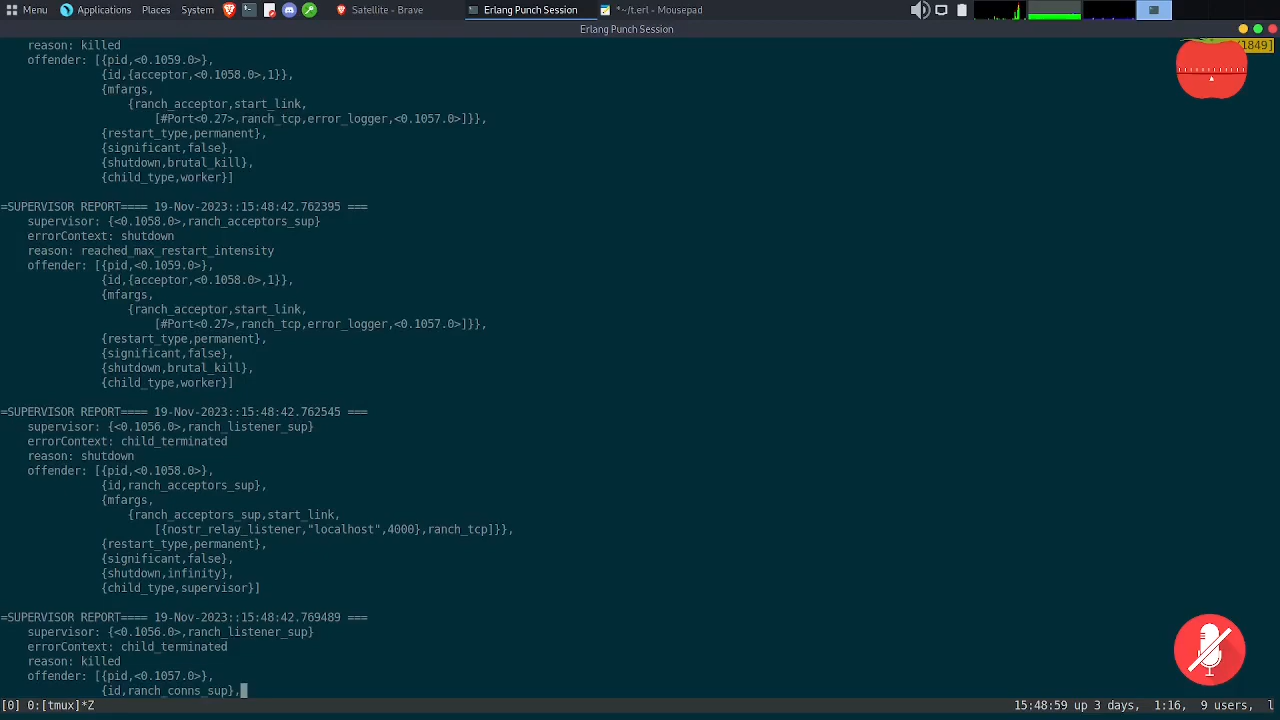 Menu Applications Places System Satellite - Brave Erlang Punch Session *~/t.erl - Mousepad
Erlang Punch Session
reason: killed 1849]
offender: [{pid,<0.1059.0>},
{id,{acceptor,<0.1058.0>,1}},
{mfargs,
{ranch_acceptor,start_link,
[#Port<0.27>,ranch_tcp,error_logger,<0.1057.0>]}},
{restart_type,permanent},
{significant,false},
{shutdown,brutal_kill},
{child_type,worker}]
=SUPERVISOR REPORT==== 19-Nov-2023::15:48:42.762395 ===
supervisor: {<0.1058.0>,ranch_acceptors_sup}
errorContext: shutdown
reason: reached_max_restart_intensity
offender: [{pid,<0.1059.0>},
{id,{acceptor,<0.1058.0>,1}},
{mfargs,
{ranch_acceptor,start_link,
[#Port<0.27>,ranch_tcp,error_logger,<0.1057.0>]}},
{restart_type,permanent},
{significant,false},
{shutdown,brutal_kill},
{child_type,worker}]
=SUPERVISOR REPORT==== 19-Nov-2023::15:48:42.762545 ===
supervisor: {<0.1056.0>,ranch_listener_sup}
errorContext: child_terminated
reason: shutdown
offender: [{pid,<0.1058.0>},
{id,ranch_acceptors_sup},
{mfargs,
{ranch_acceptors_sup,start_link,
[{nostr_relay_listener,"localhost",4000},ranch_tcp]}},
{restart_type,permanent},
{significant,false},
{shutdown,infinity},
{child_type,supervisor}]
=SUPERVISOR REPORT==== 19-Nov-2023::15:48:42.769489 ===
supervisor: {<0.1056.0>,ranch_listener_sup}
errorContext: child_terminated
reason: killed
offender: [{pid,<0.1057.0>},
{id,ranch_conns_sup},
[0] 0:[tmux]*Z 15:48:59 up 3 days, 1:16, 9 users, l